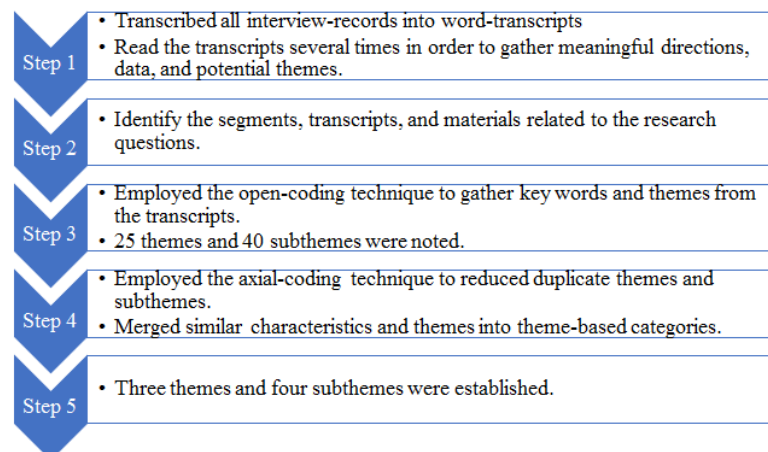 Step 1
• Transcribed all interview-records into word-transcripts
• Read the transcripts several times in order to gather meaningful directions,
data, and potential themes.
Step 2
• Identify the segments, transcripts, and materials related to the research
questions.
Step 3
• Employed the open-coding technique to gather key words and themes from
the transcripts.
• 25 themes and 40 subthemes were noted.
Step 4
• Employed the axial-coding technique to reduced duplicate themes and
subthemes.
• Merged similar characteristics and themes into theme-based categories.
Step 5
• Three themes and four subthemes were established.